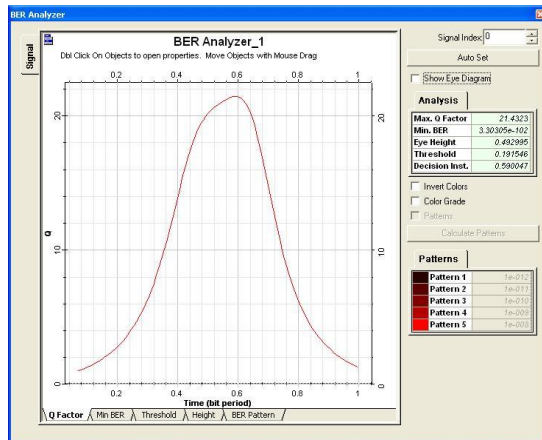 BER Analyzer
Signal
BER Analyzer_1
Dbl Click On Objects to open properties. Move Objects with Mouse Drag
0.2 0.4 0.6 0.8 1
20 20
Q
10 10
0 0
0.2 0.4 0.6 0.8 1
Time (bit period)
Q Factor Min BER Threshold Height BER Pattern
Signal Index: 0
Auto Set
Show Eye Diagram
Analysis
Max. Q Factor 21.4323
Min. BER 3.30305e-102
Eye Height 0.492995
Threshold 0.191546
Decision Inst. 0.590047
Invert Colors
Color Grade
Patterns
Calculate Patterns
Patterns
Pattern 1 1e-012
Pattern 2 1e-011
Pattern 3 1e-010
Pattern 4 1e-009
Pattern 5 1e-008